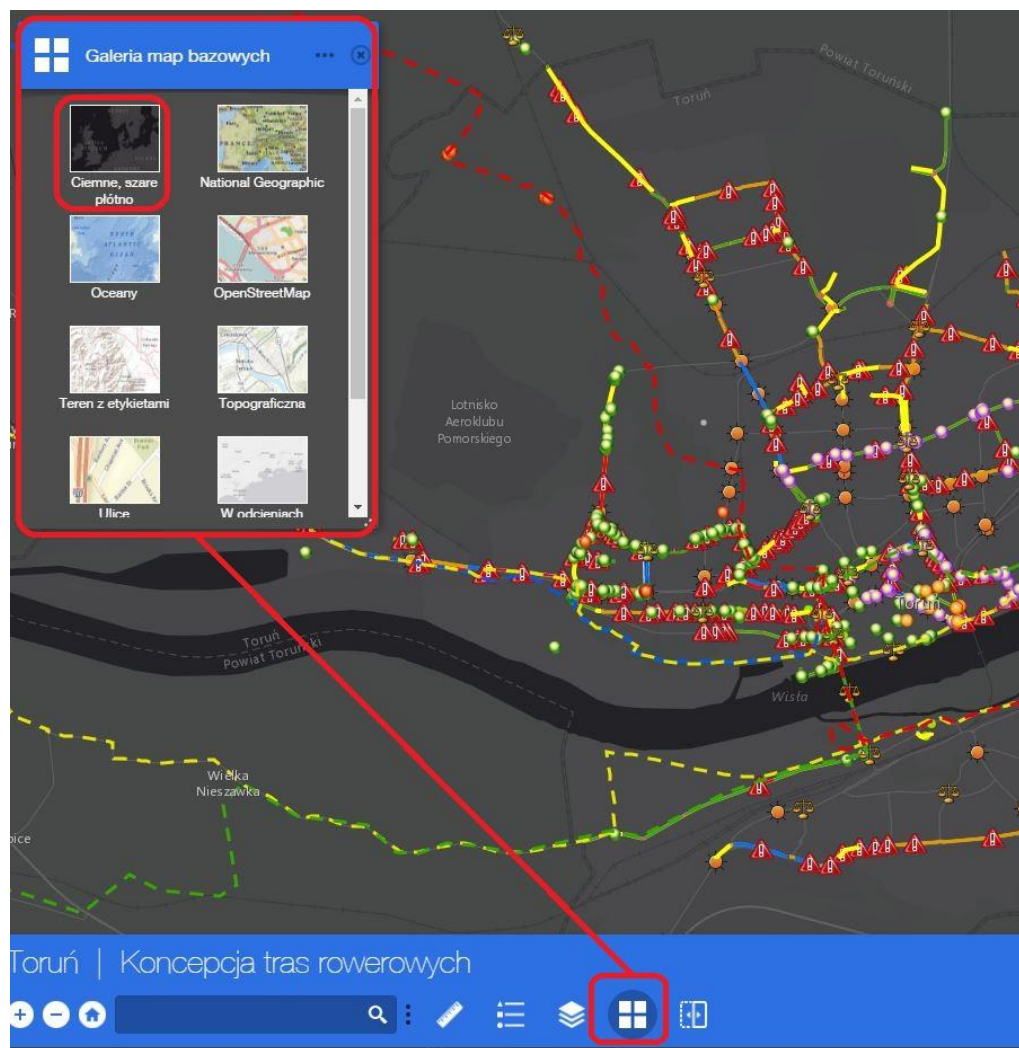 Galeria map bazowych
Ciemne, szare
płótno
National Geographic
Oceany
OpenStreetMap
Teren z etykietami
Topograficzna
Ulice
W odcieniach
Powiat Toruński
Toruń
Lotnisko
Aeroklubu
Pomorskiego
Toruń
Toruń
Powiat Toruński
Wisła
Wielka
Nieszawka
Toruń | Koncepcja tras rowerowych